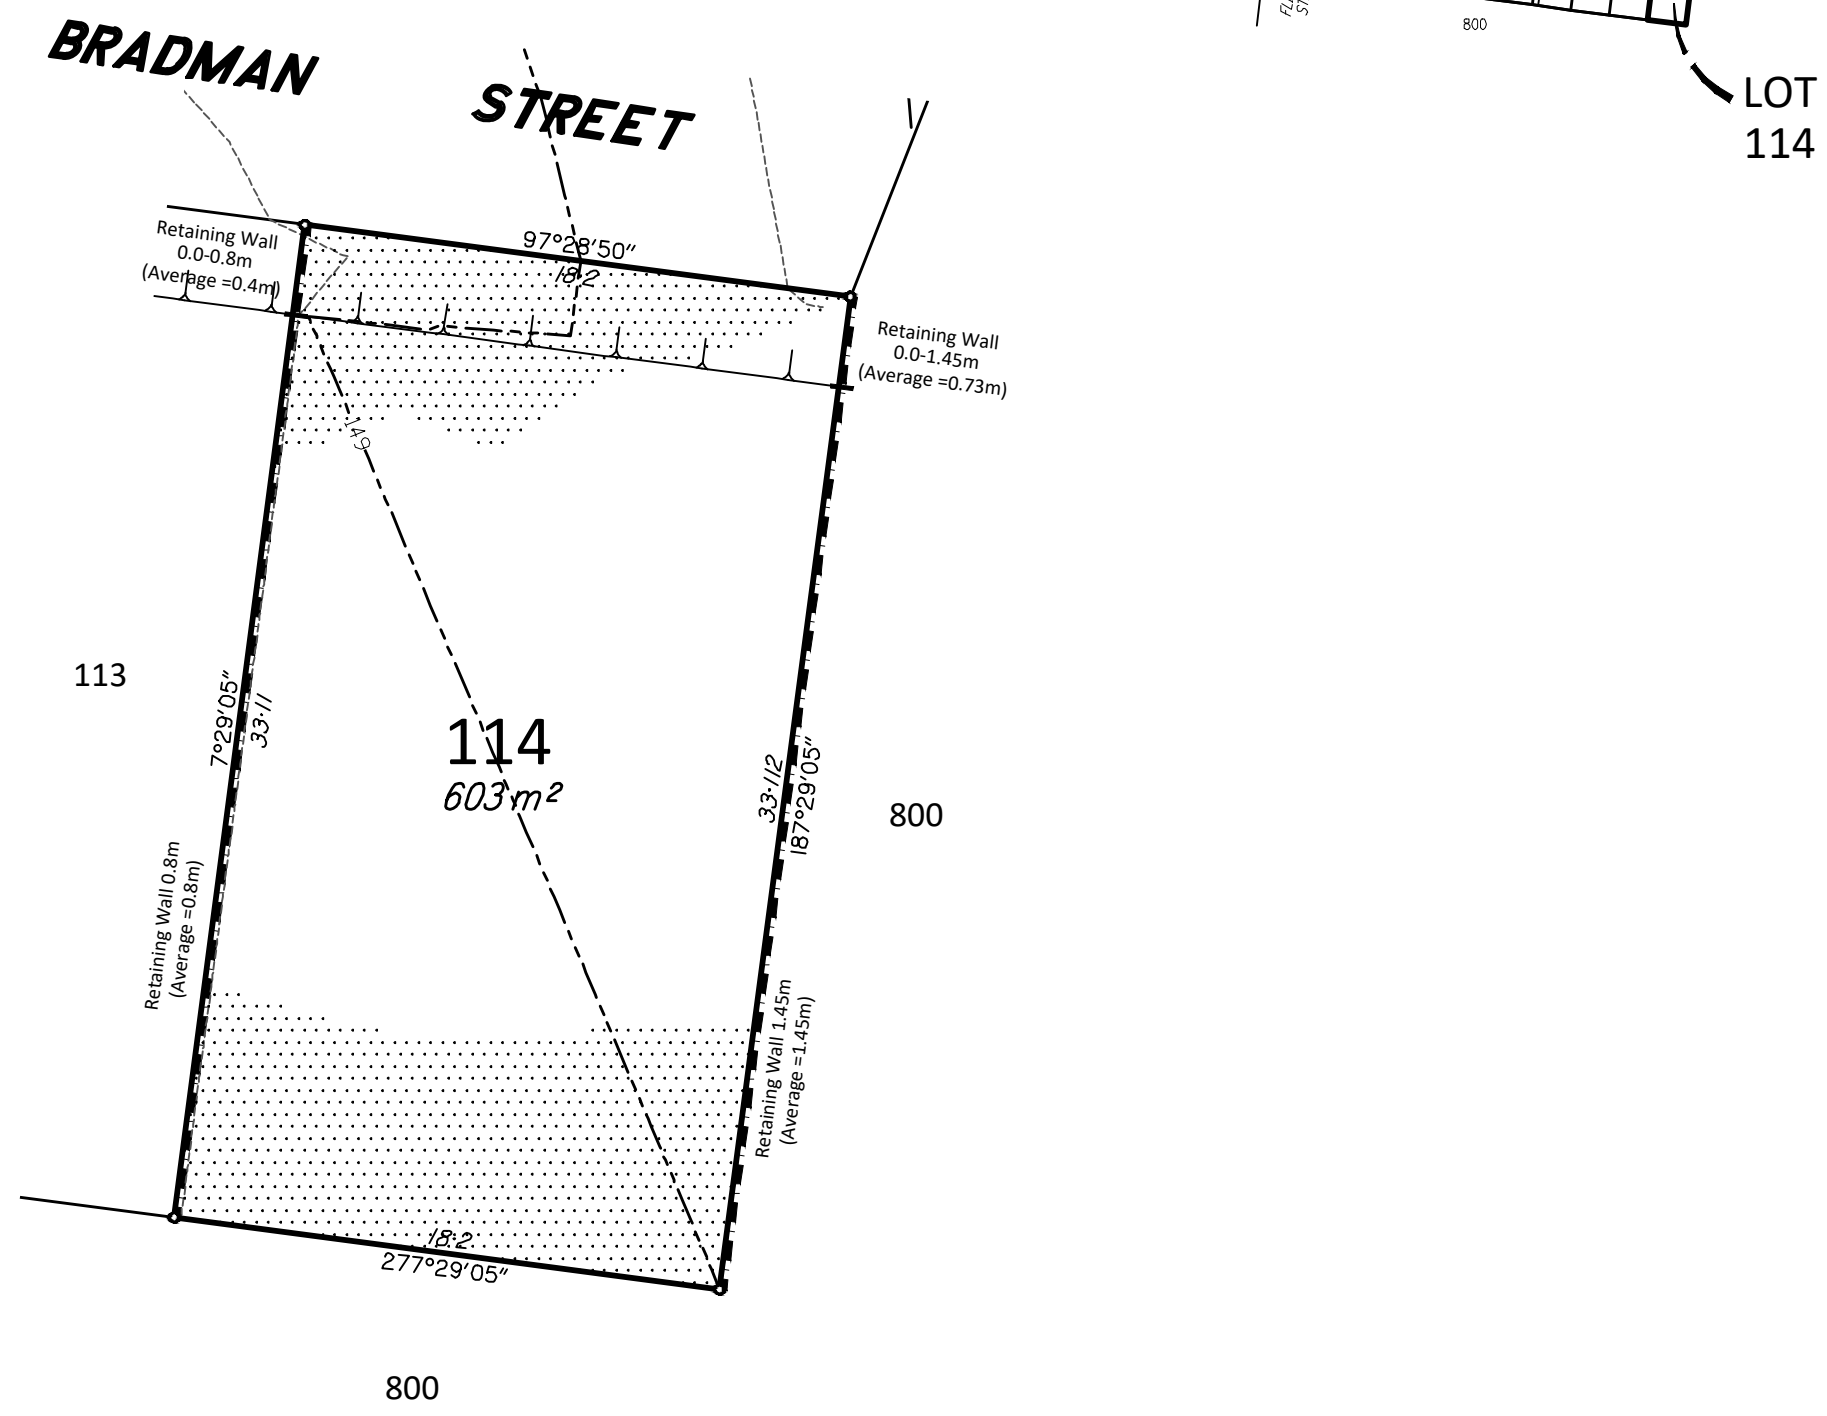 BRADMAN STREET
800
LOT
114
Retaining Wall
0.0-0.8m
(Average =0.4m)
97°28'50"
18·2
Retaining Wall
0.0-1.45m
(Average =0.73m)
149
113
7°29'05"
33·11
114
603 m²
33·112
187°29'05"
800
Retaining Wall 0.8m
(Average =0.8m)
Retaining Wall 1.45m
(Average =1.45m)
18·2
277°29'05"
800